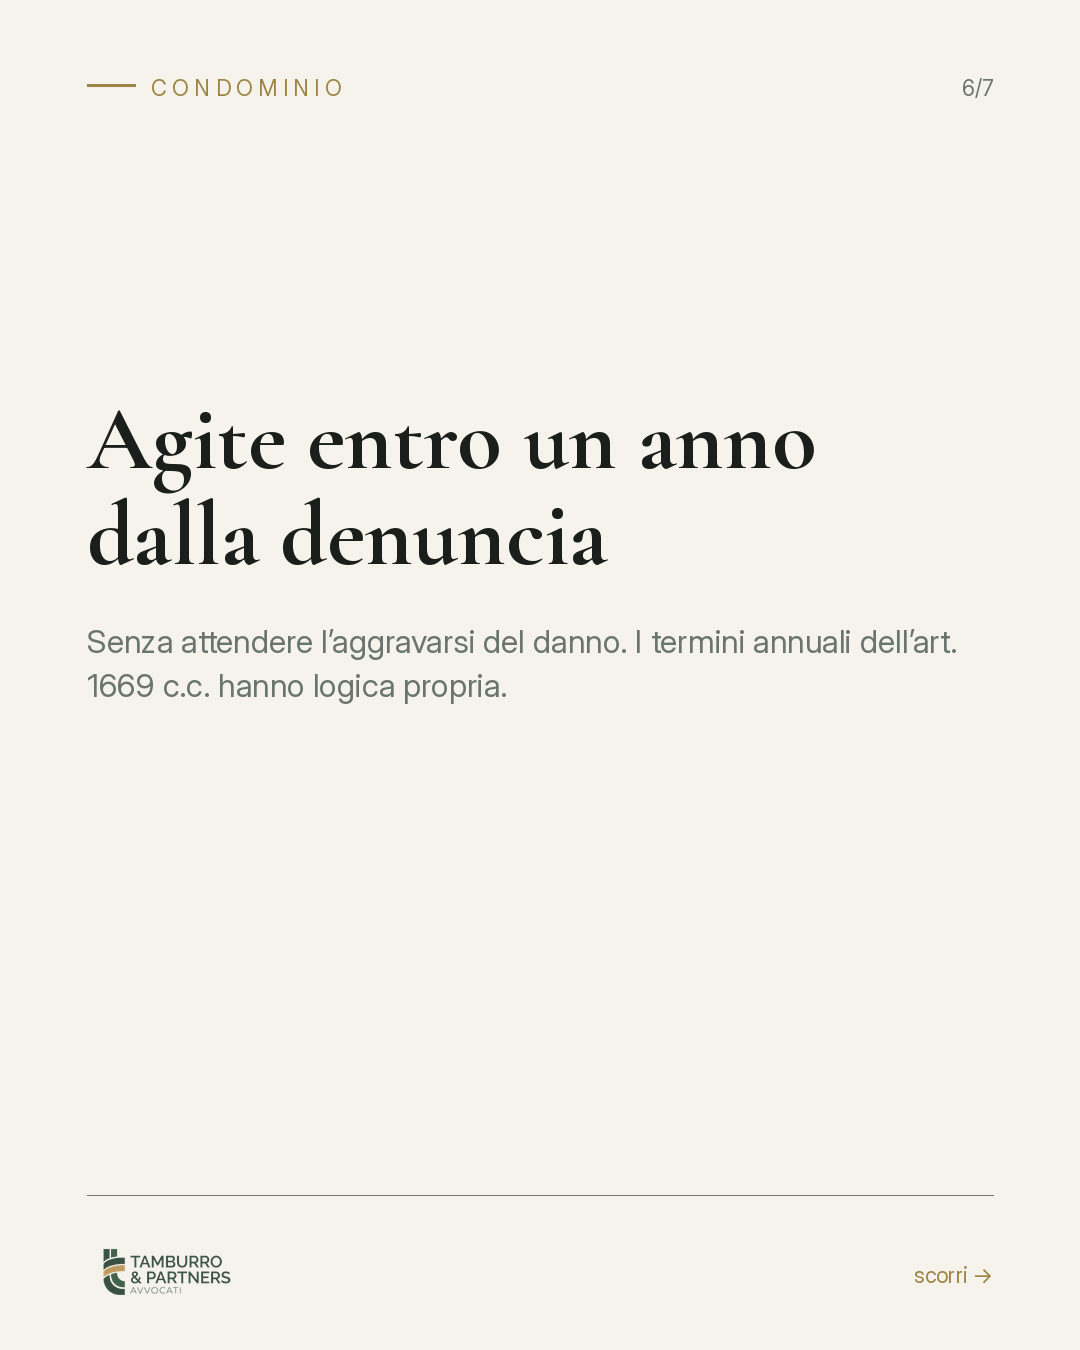 CONDOMINIO
6/7
Agite entro un anno
dalla denuncia
Senza attendere l’aggravarsi del danno. I termini annuali dell’art.
1669 c.c. hanno logica propria.
TAMBURRO
& PARTNERS
AVVOCATI
scorri →